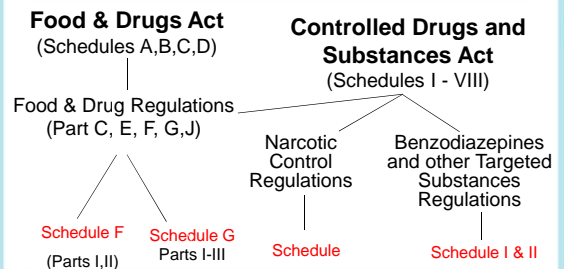 Food & Drugs Act
(Schedules A,B,C,D)
Controlled Drugs and
Substances Act
(Schedules I - VIII)
Food & Drug Regulations
(Part C, E, F, G,J)
Narcotic
Control
Regulations
Benzodiazepines
and other Targeted
Substances
Regulations
Schedule F
(Parts I,II)
Schedule G
Parts I-III
Schedule
Schedule I & II